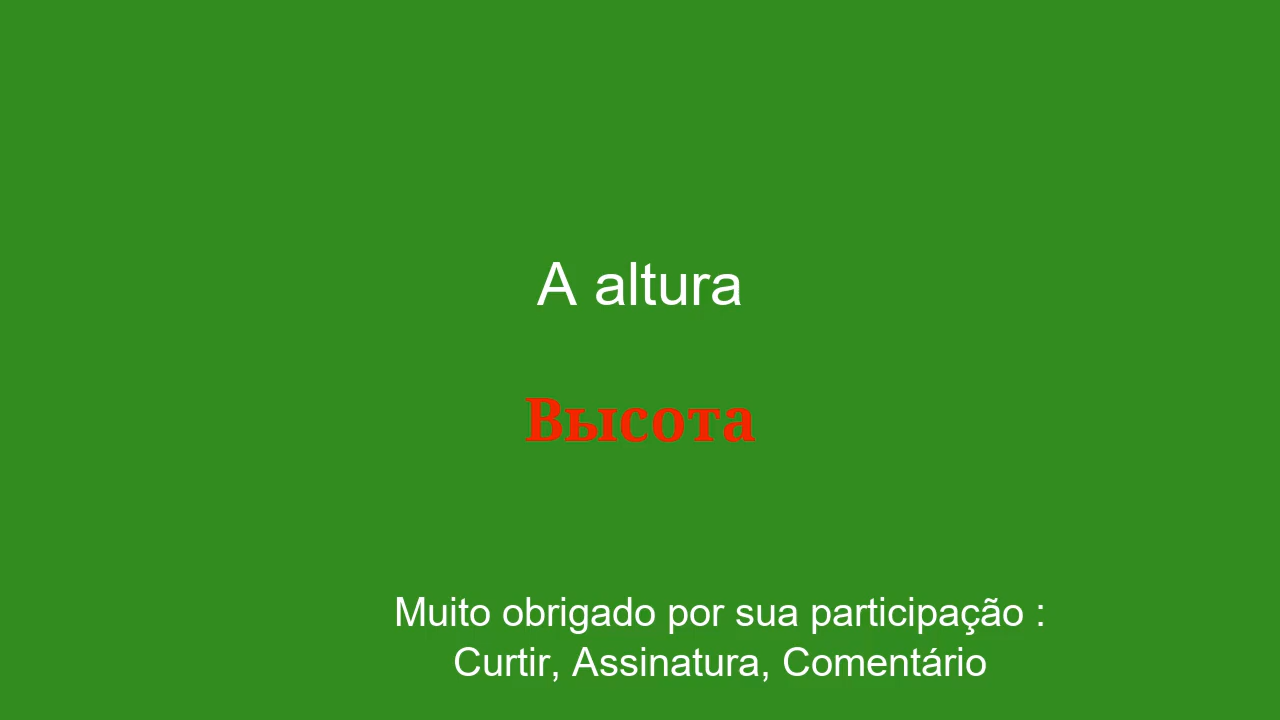 A altura
Высота
Muito obrigado por sua participação :
Curtir, Assinatura, Comentário